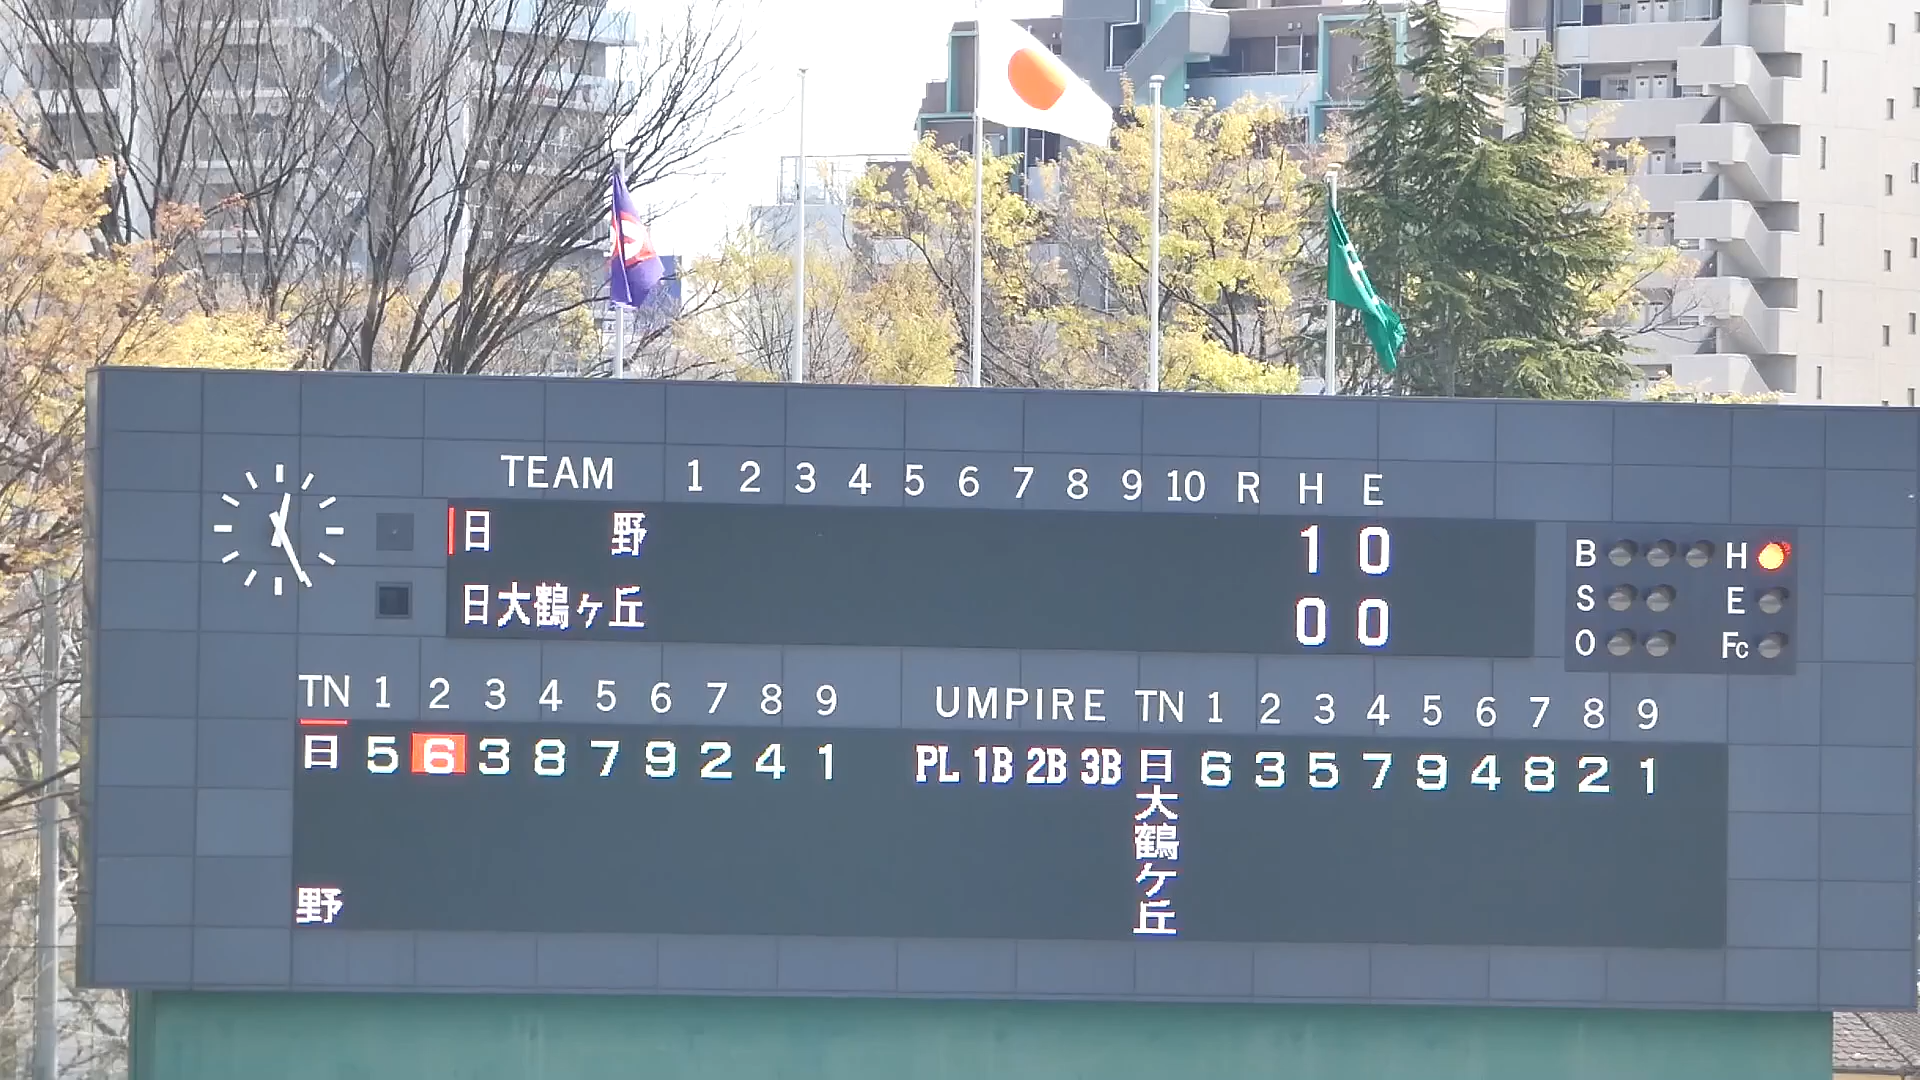 TEAM 1 2 3 4 5 6 7 8 9 10 R H E
日野 1 0
日大鶴ヶ丘 0 0
B H
S E
O Fc
TN 1 2 3 4 5 6 7 8 9 UMPIRE TN 1 2 3 4 5 6 7 8 9
日野 5 6 3 8 7 9 2 4 1 PL 1B 2B 3B 日大鶴ケ丘 6 3 5 7 9 4 8 2 1